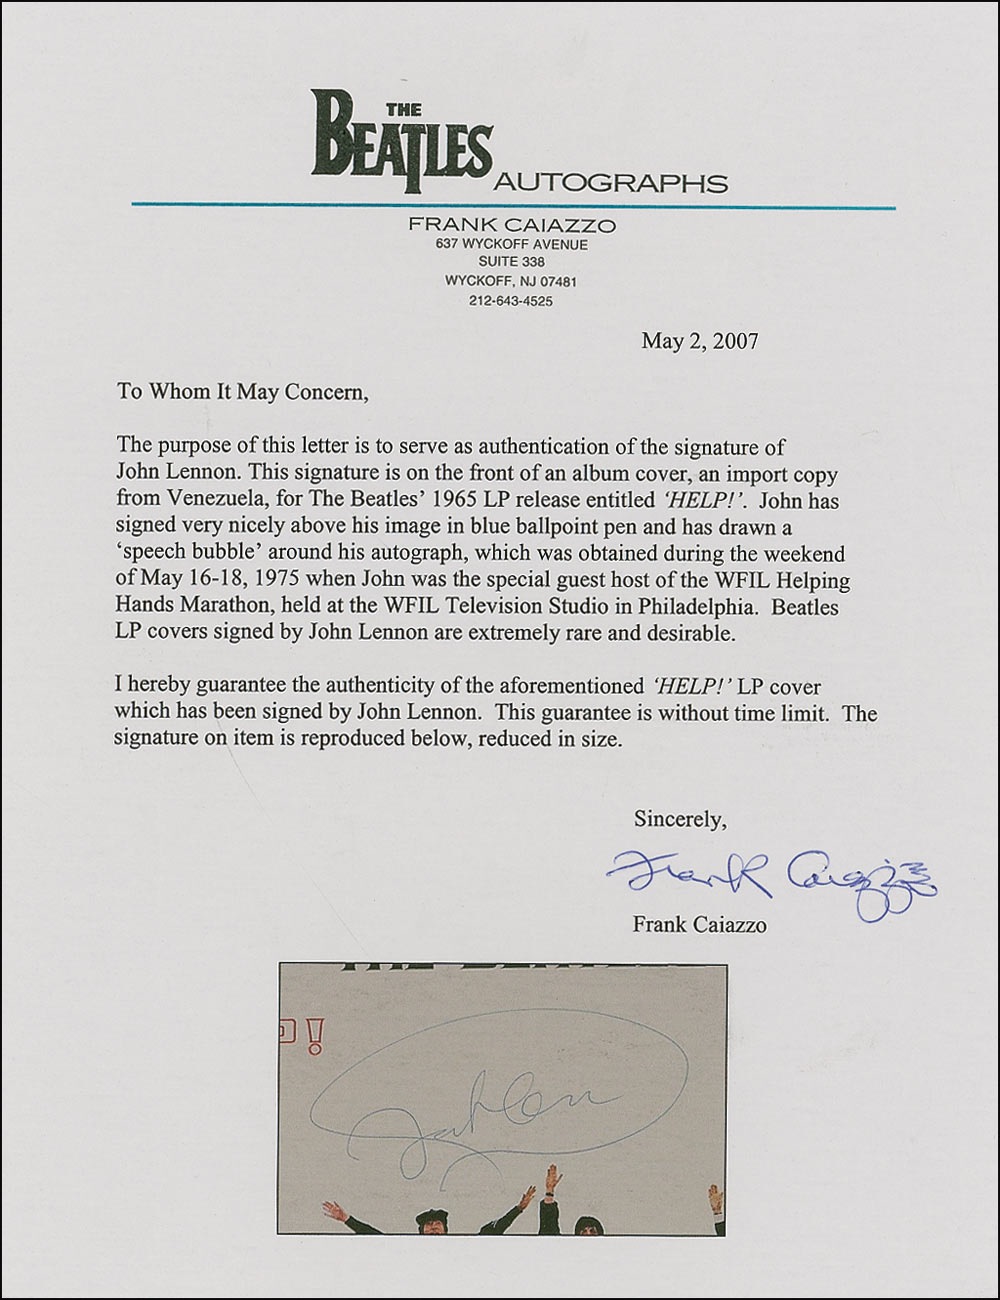 THE
BEATLES
AUTOGRAPHS
FRANK CAIAZZO
637 WYCKOFF AVENUE
SUITE 338
WYCKOFF, NJ 07481
212-643-4525
May 2, 2007
To Whom It May Concern,
The purpose of this letter is to serve as authentication of the signature of
John Lennon. This signature is on the front of an album cover, an import copy
from Venezuela, for The Beatles’ 1965 LP release entitled ‘HELP!’. John has
signed very nicely above his image in blue ballpoint pen and has drawn a
‘speech bubble’ around his autograph, which was obtained during the weekend
of May 16-18, 1975 when John was the special guest host of the WFIL Helping
Hands Marathon, held at the WFIL Television Studio in Philadelphia. Beatles
LP covers signed by John Lennon are extremely rare and desirable.
I hereby guarantee the authenticity of the aforementioned ‘HELP!’ LP cover
which has been signed by John Lennon. This guarantee is without time limit. The
signature on item is reproduced below, reduced in size.
Sincerely,
Frank Caiazzo
Frank Caiazzo